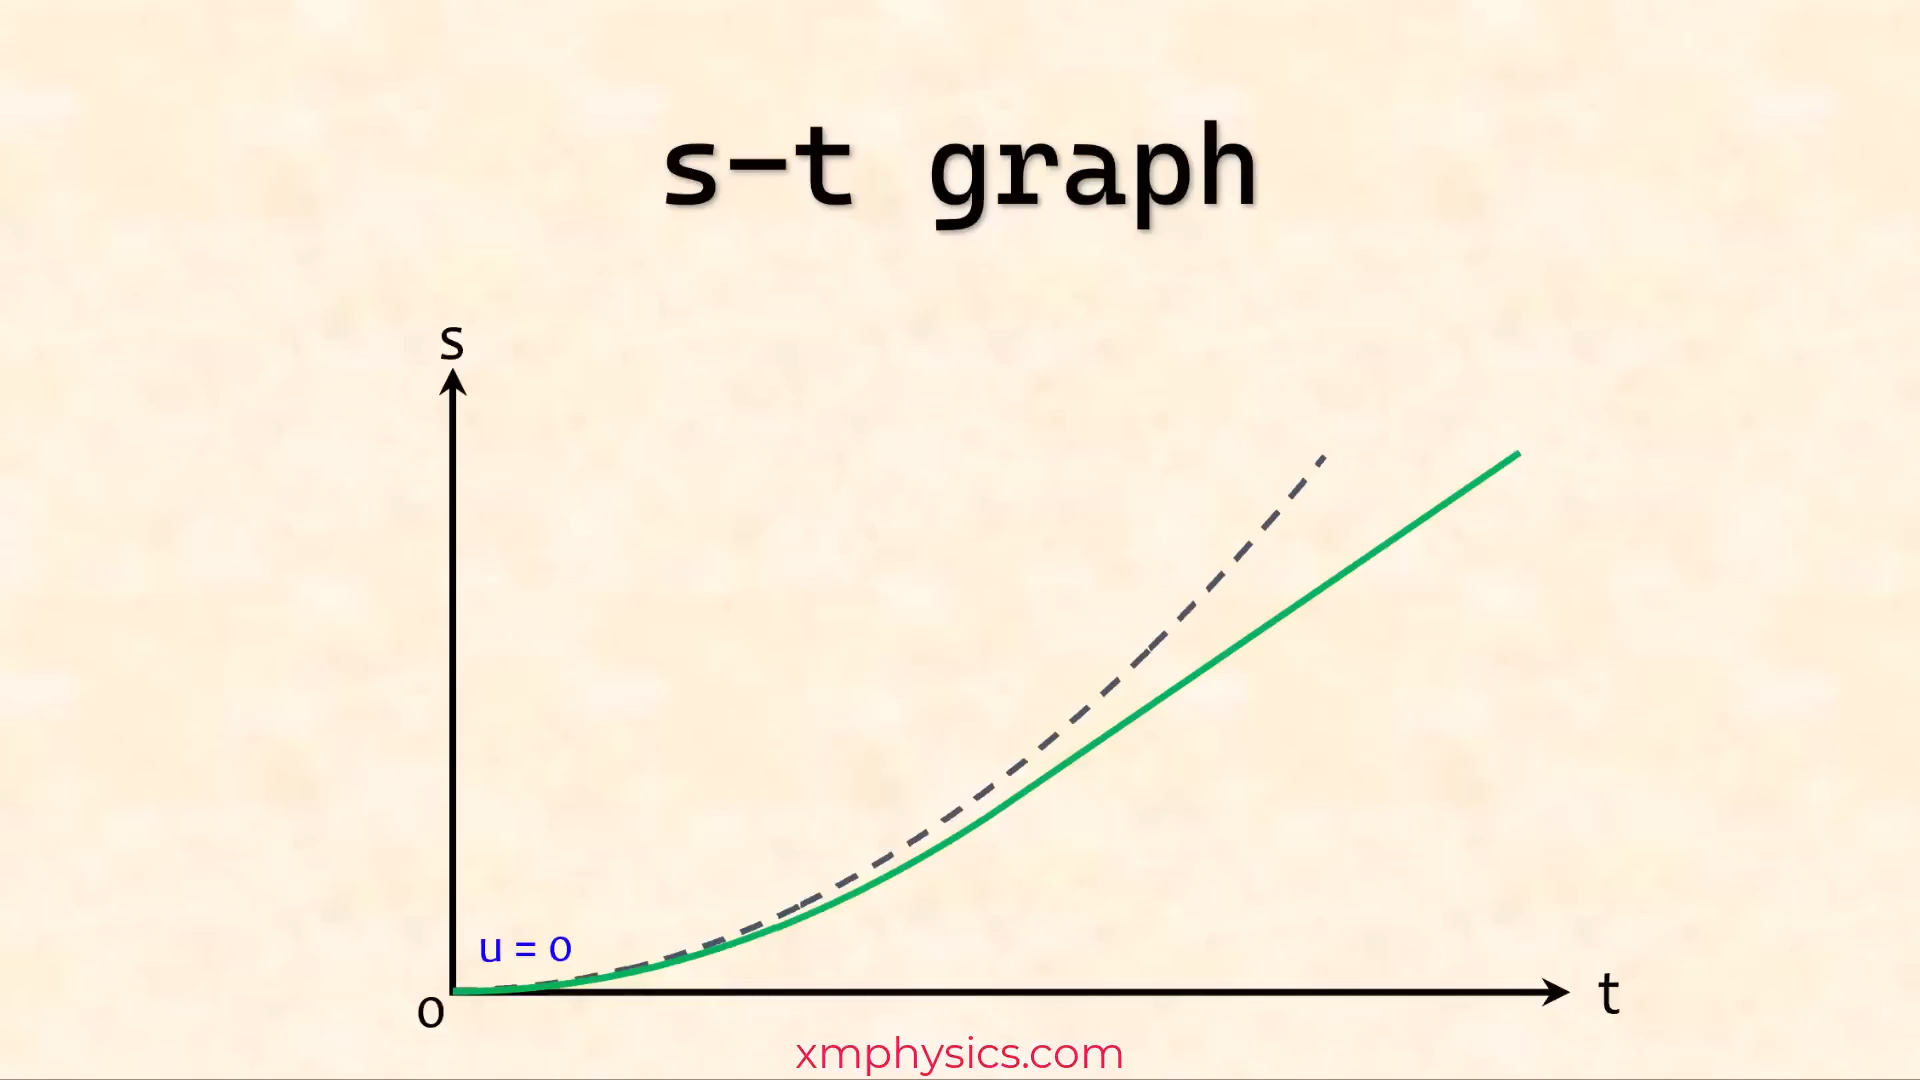 s-t graph
s
u = 0
0
t
xmphysics.com